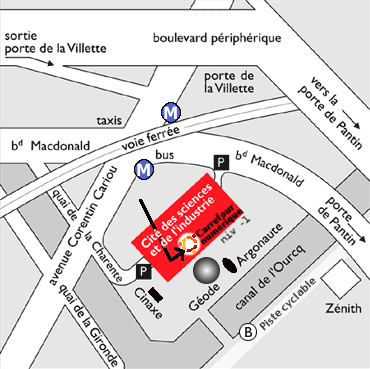 sortie
porte de la Villette
boulevard périphérique
vers la
porte de Pantin
porte de
la Villette
M
taxis
voie ferrée
bd Macdonald
bus
M
P
bd Macdonald
quai de la Charente
avenue Corentin Cariou
Cité des sciences
et de l'industrie
Carrefour
numérique
niv -1
porte
de Pantin
P
Cinaxe
Géode
Argonaute
canal de l'Ourcq
quai de la Gironde
B
Piste cyclable
Zénith